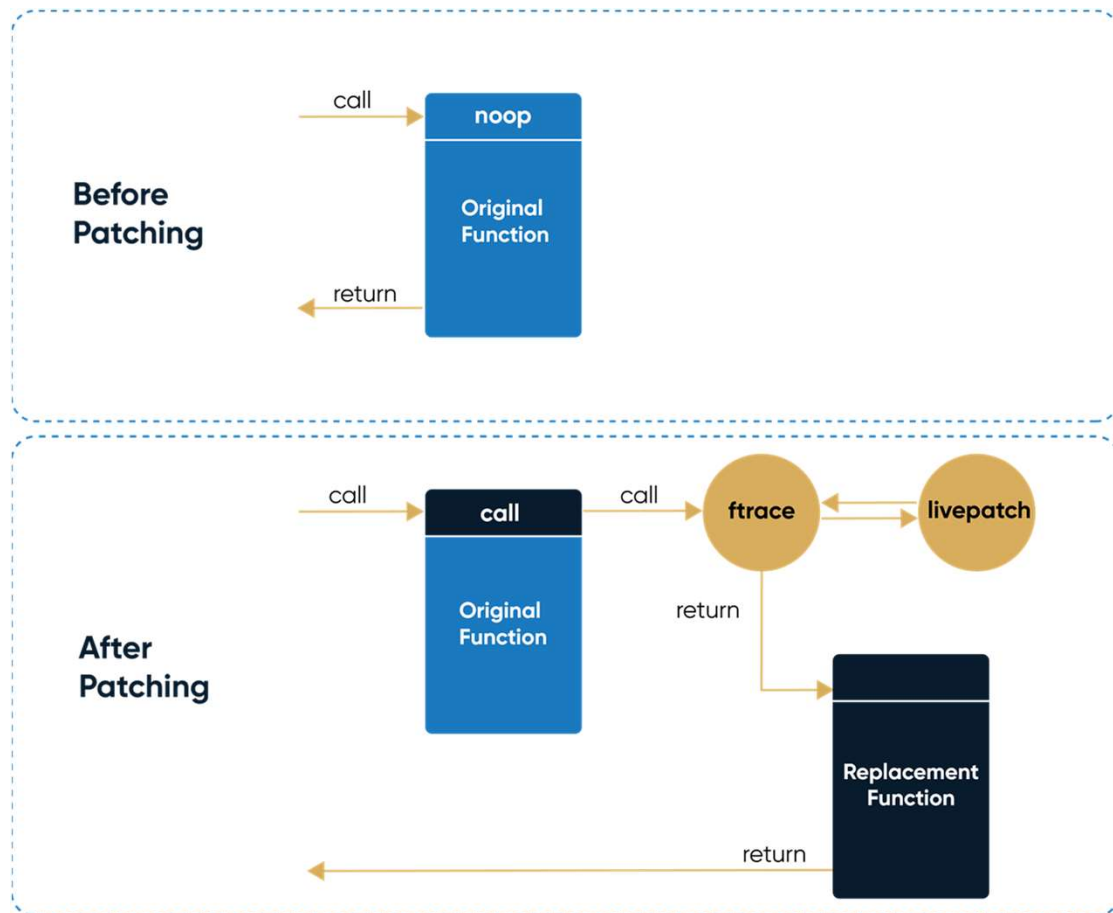 call
noop
Before
Patching
Original
Function
return
call
call
call
ftrace
livepatch
Original
Function
return
After
Patching
Replacement
Function
return